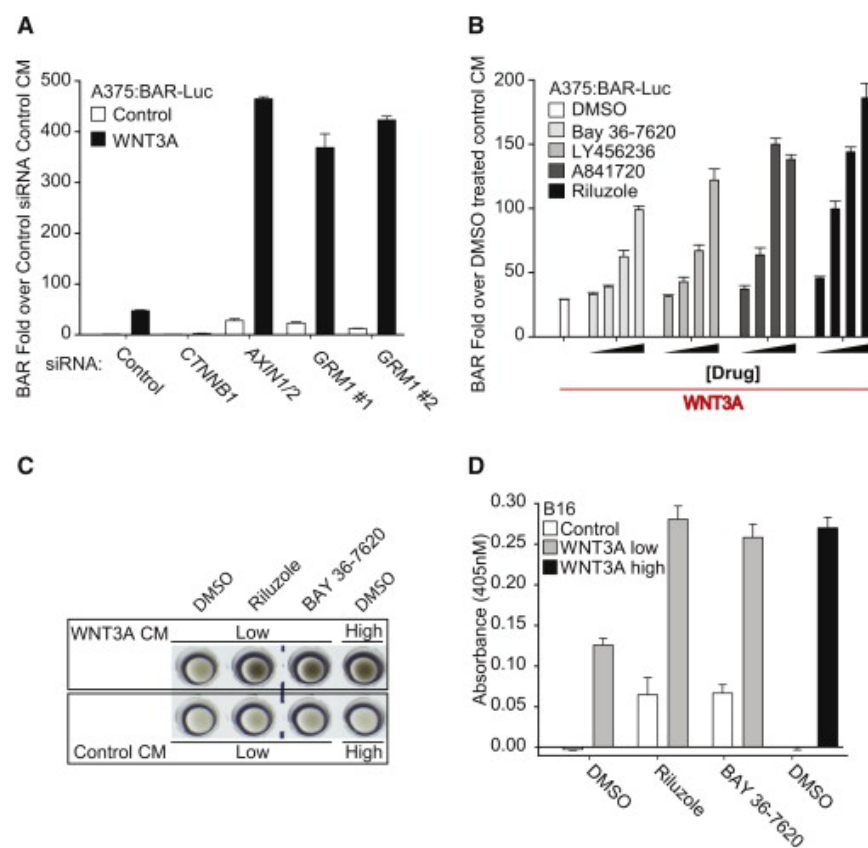 A
BAR Fold over Control siRNA Control CM
500
400
300
200
100
0
A375:BAR-Luc
Control
WNT3A
siRNA:
Control
CTNNB1
AXIN1/2
GRM1 #1
GRM1 #2
B
BAR Fold over DMSO treated control CM
200
150
100
50
0
A375:BAR-Luc
DMSO
Bay 36-7620
LY456236
A841720
Riluzole
[Drug]
WNT3A
C
DMSO
Riluzole
BAY 36-7620
DMSO
WNT3A CM
Low
High
Control CM
Low
High
D
Absorbance (405nM)
0.30
0.25
0.20
0.15
0.10
0.05
0.00
B16
Control
WNT3A low
WNT3A high
DMSO
Riluzole
BAY 36-7620
DMSO